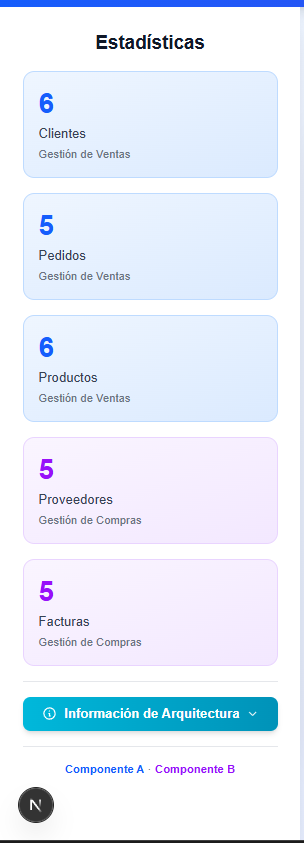 Estadísticas
6
Clientes
Gestión de Ventas
5
Pedidos
Gestión de Ventas
6
Productos
Gestión de Ventas
5
Proveedores
Gestión de Compras
5
Facturas
Gestión de Compras
Información de Arquitectura
Componente A · Componente B
N